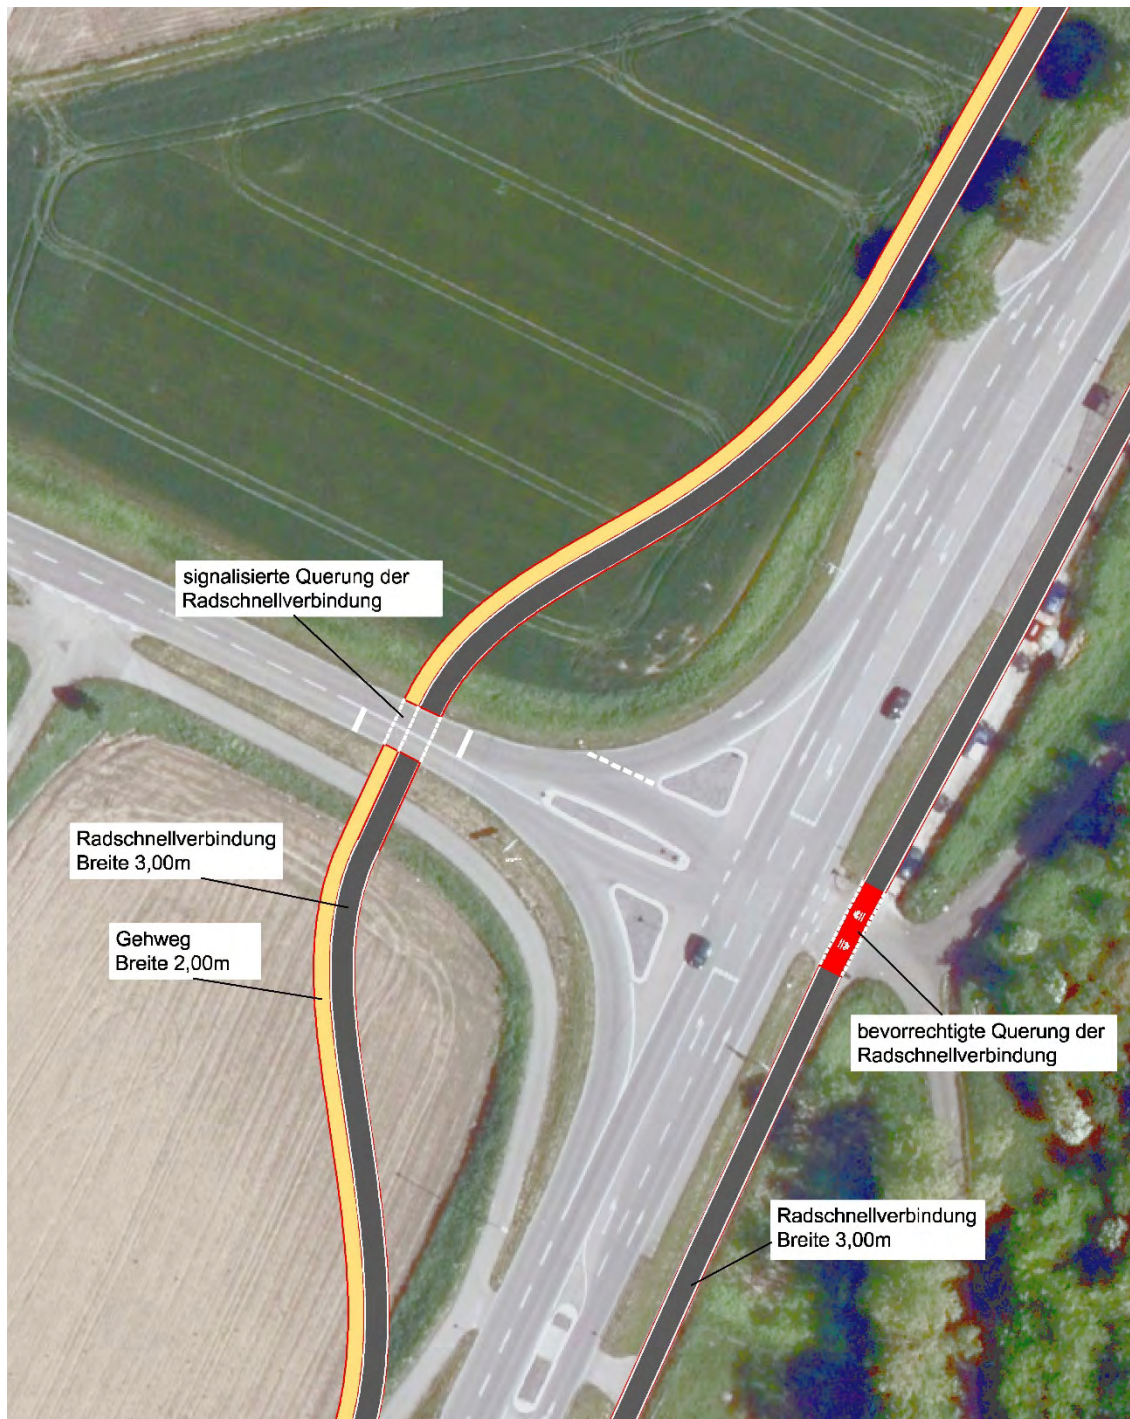 signalisierte Querung der
Radschnellverbindung
Radschnellverbindung
Breite 3,00m
Gehweg
Breite 2,00m
bevorrechtigte Querung der
Radschnellverbindung
Radschnellverbindung
Breite 3,00m